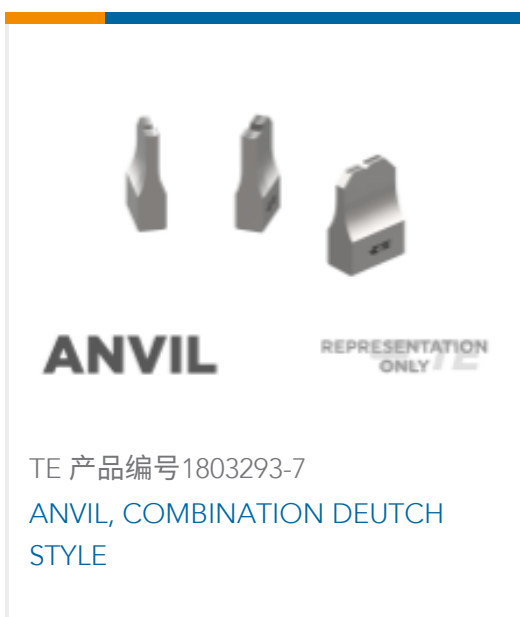 ANVIL
REPRESENTATION
ONLY
TE
TE 产品编号1803293-7
ANVIL, COMBINATION DEUTCH
STYLE